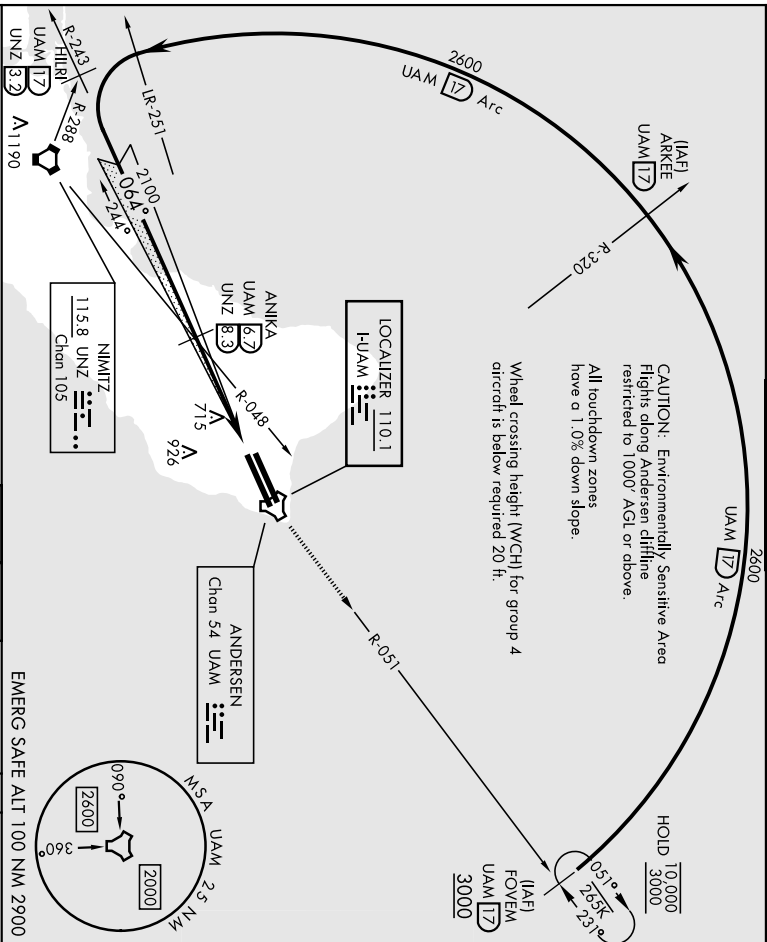 R-243
HILRI
UAM 17
UNZ 3.2
R-288
1190
LR-251
2100
064°
244°
2600
UAM 17 Arc
(IAF)
ARKEE
UAM 17
R-320
2600
UAM 17 Arc
CAUTION: Environmentally Sensitive Area
Flights along Andersen cliffline
restricted to 1000' AGL or above.
All touchdown zones
have a 1.0% down slope.
Wheel crossing height (WCH) for group 4
aircraft is below required 20 ft.
LOCALIZER 110.1
I-UAM
ANIKA
UAM 6.7
UNZ 8.3
R-048
715
926
NIMITZ
115.8 UNZ
Chan 105
ANDERSEN
Chan 54 UAM
R-051
HOLD 10,000
3000
051°
265K
231°
(IAF)
FOVEM
UAM 17
3000
MSA UAM 25 NM
090°
2600
360°
2000
EMERG SAFE ALT 100 NM 2900